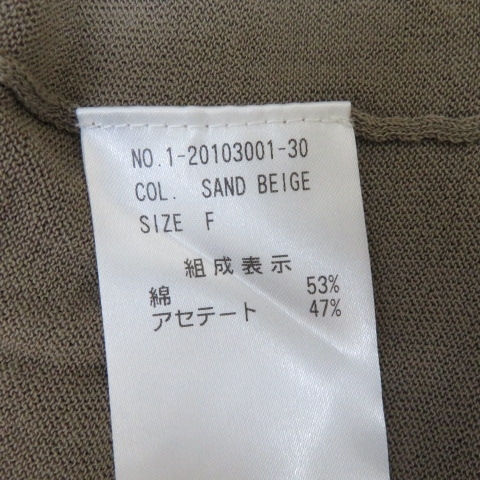 NO.1-20103001-30
COL. SAND BEIGE
SIZE F
組成表示
綿 53%
アセテート 47%